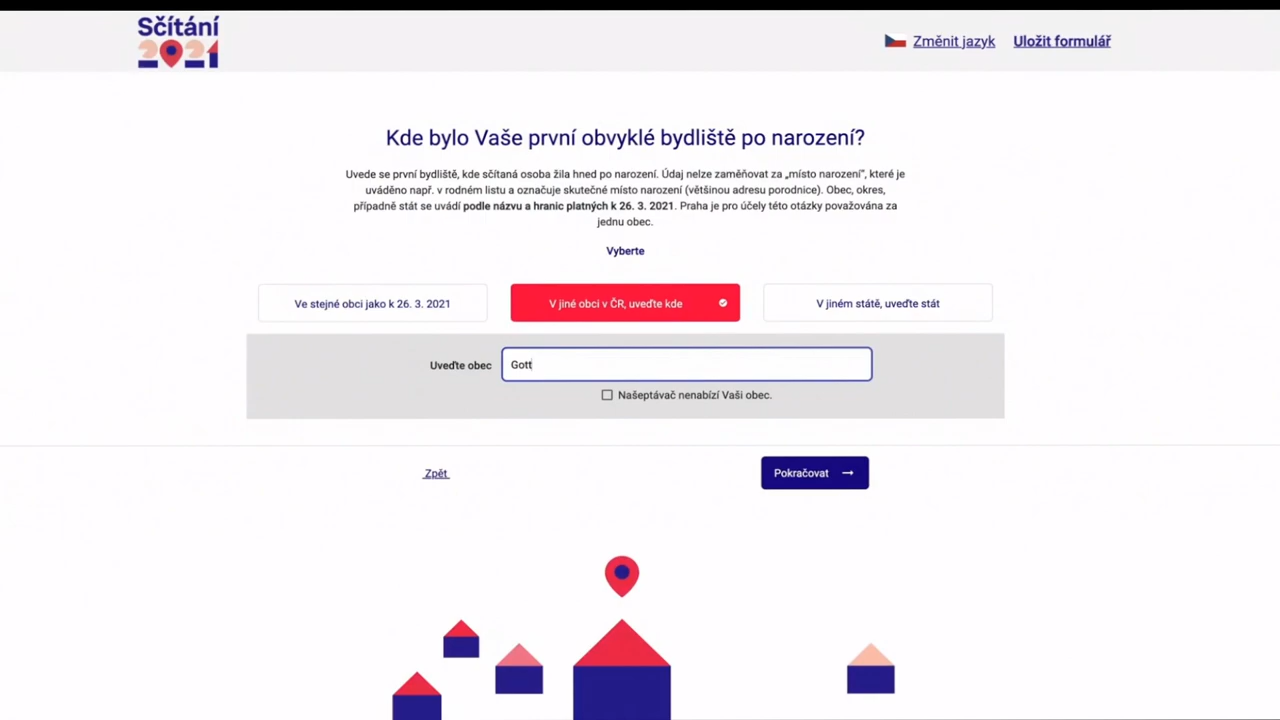 Sčítání
2021
Změnit jazyk
Uložit formulář
Kde bylo Vaše první obvyklé bydliště po narození?
Uvede se první bydliště, kde sčítaná osoba žila hned po narození. Údaj nelze zaměňovat za „místo narození”, které je
uváděno např. v rodném listu a označuje skutečné místo narození (většinou adresu porodnice). Obec, okres,
případně stát se uvádí podle názvu a hranic platných k 26. 3. 2021. Praha je pro účely této otázky považována za
jednu obec.
Vyberte
Ve stejné obci jako k 26. 3. 2021
V jiné obci v ČR, uveďte kde
V jiném státě, uveďte stát
Uveďte obec
Gott
Našeptávač nenabízí Vaši obec.
Zpět
Pokračovat →